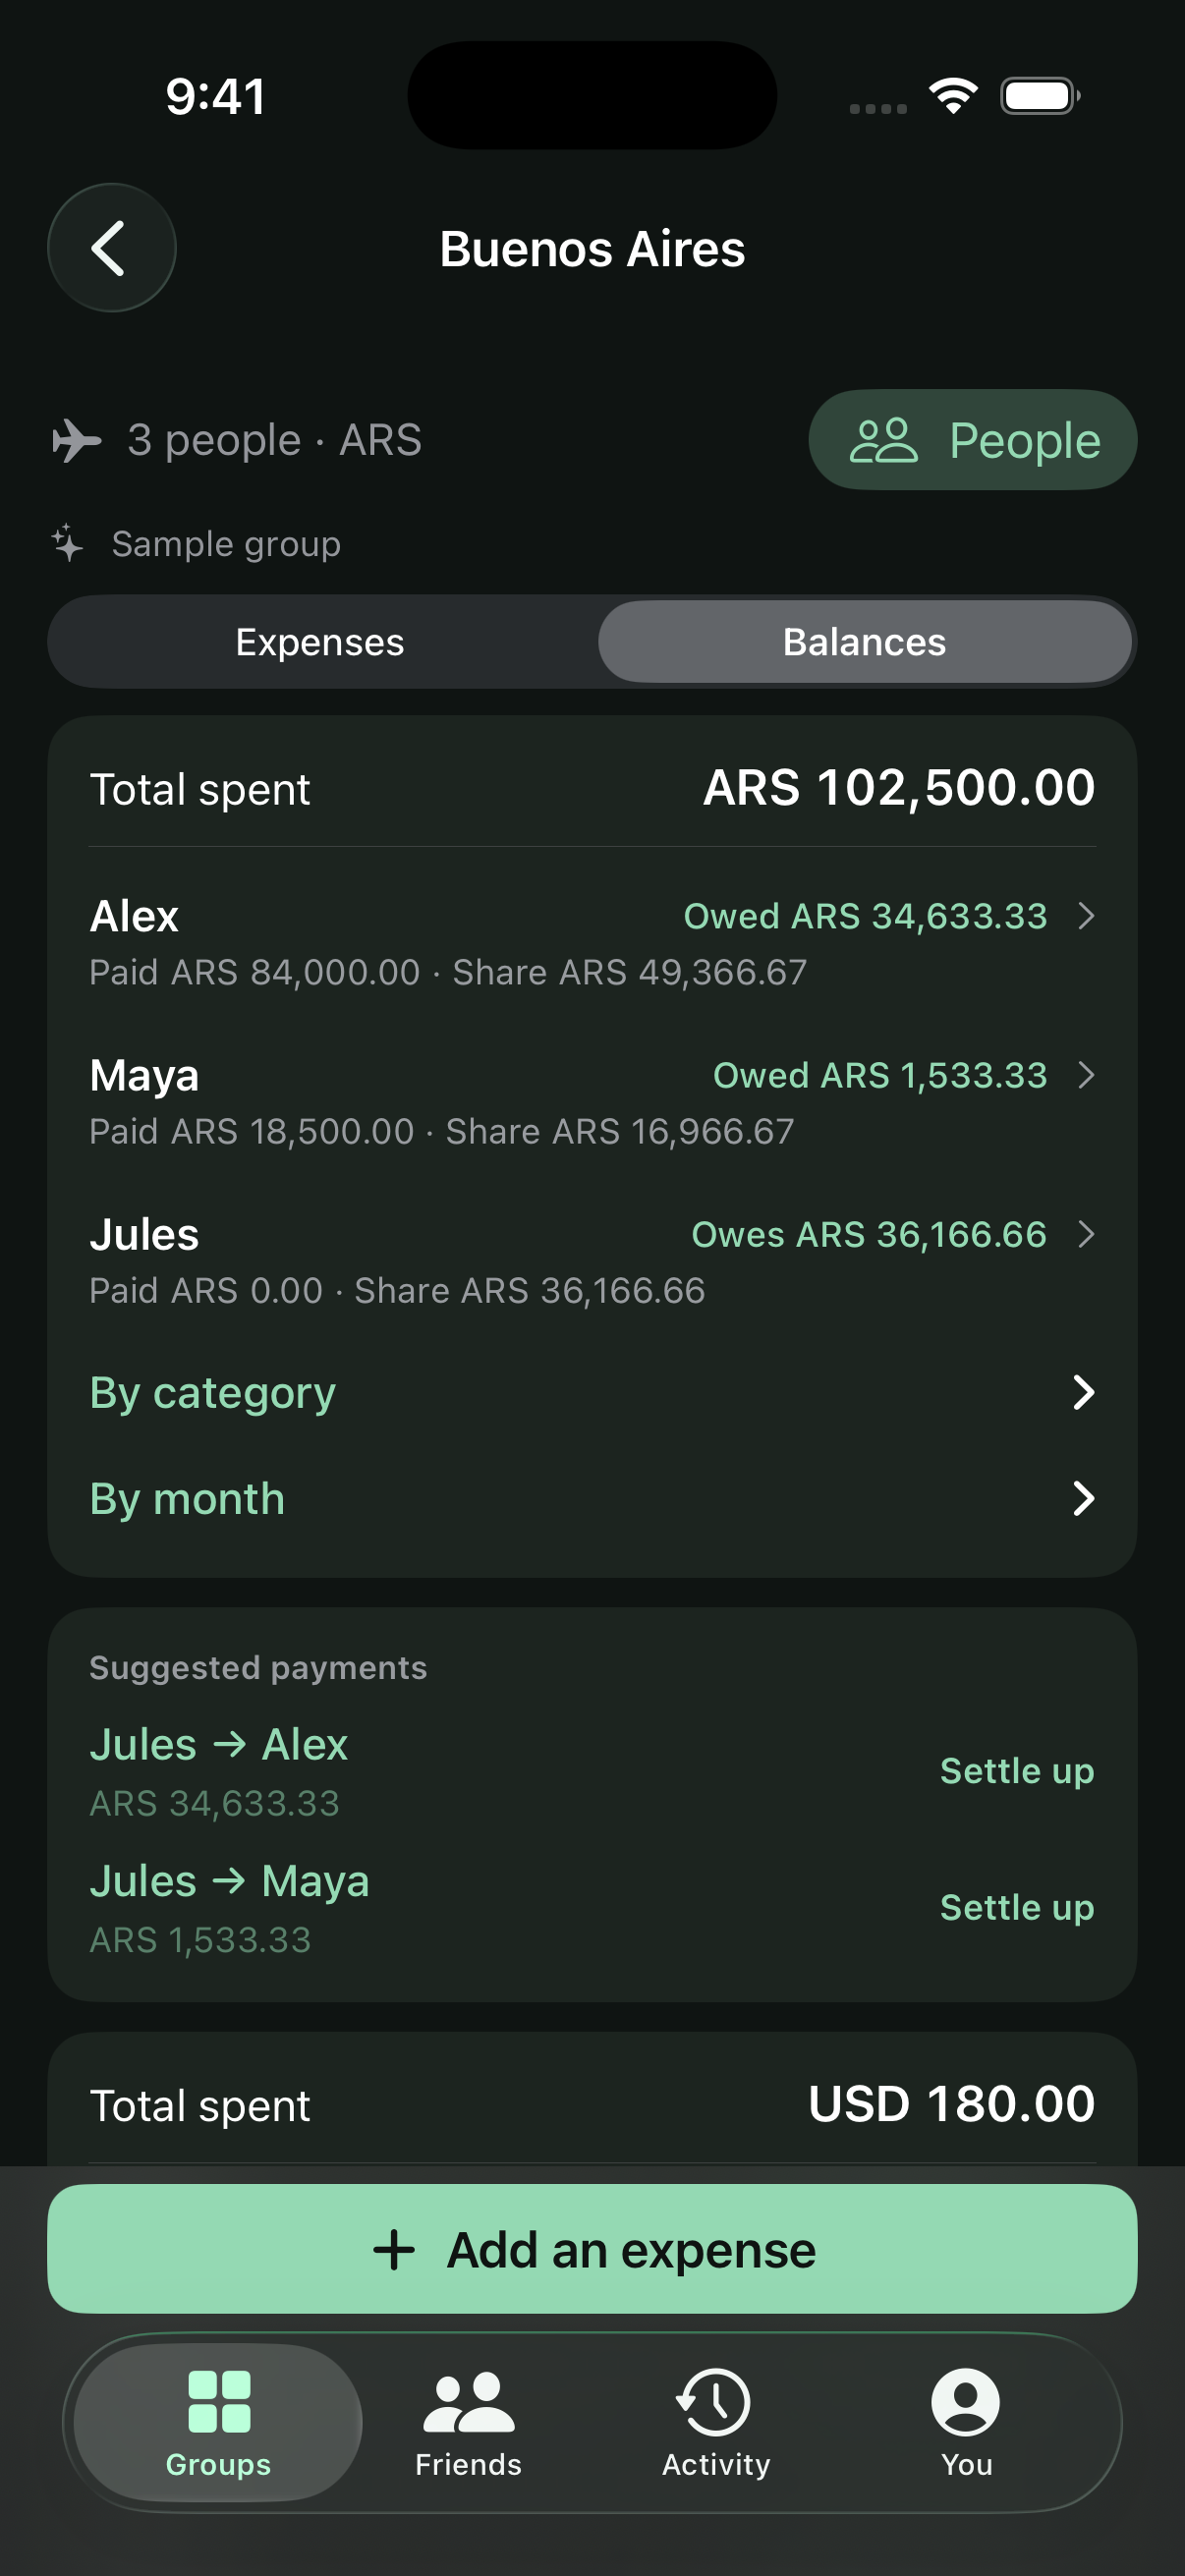 9:41
Buenos Aires
3 people · ARS
People
Sample group
Expenses
Balances
Total spent
ARS 102,500.00
Alex
Owed ARS 34,633.33
Paid ARS 84,000.00 · Share ARS 49,366.67
Maya
Owed ARS 1,533.33
Paid ARS 18,500.00 · Share ARS 16,966.67
Jules
Owes ARS 36,166.66
Paid ARS 0.00 · Share ARS 36,166.66
By category
By month
Suggested payments
Jules → Alex
ARS 34,633.33
Settle up
Jules → Maya
ARS 1,533.33
Settle up
Total spent
USD 180.00
+ Add an expense
Groups
Friends
Activity
You